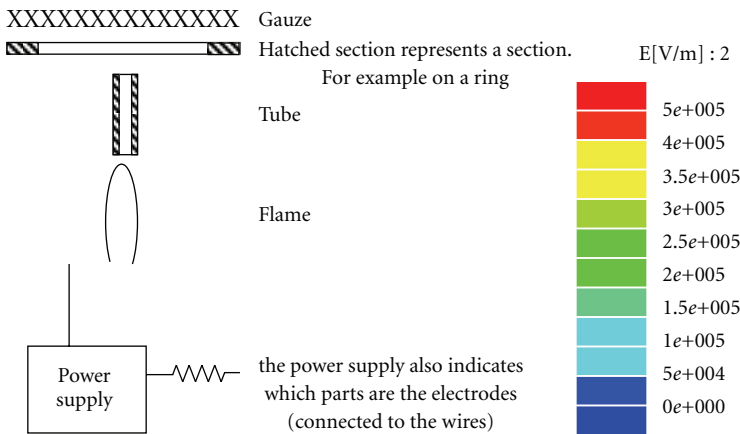 XXXXXXXXXXXXXX Gauze
Hatched section represents a section.
For example on a ring
Tube
Flame
Power
supply
the power supply also indicates
which parts are the electrodes
(connected to the wires)
E[V/m] : 2
5e+005
4e+005
3.5e+005
3e+005
2.5e+005
2e+005
1.5e+005
1e+005
5e+004
0e+000